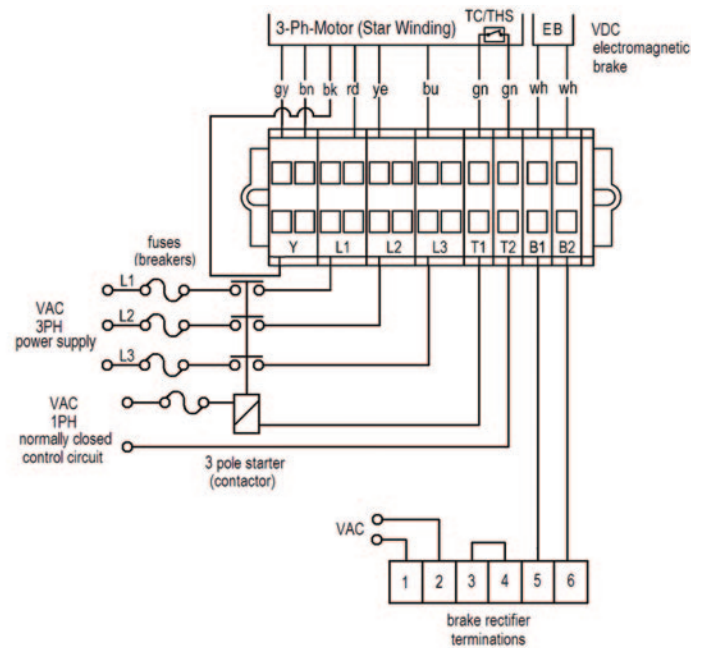 3-Ph-Motor (Star Winding)
TC/THS
EB
VDC
electromagnetic
brake
gy bn bk rd ye bu gn gn wh wh
Y L1 L2 L3 T1 T2 B1 B2
fuses
(breakers)
L1
L2
L3
VAC
3PH
power supply
VAC
1PH
normally closed
control circuit
3 pole starter
(contactor)
VAC
1 2 3 4 5 6
brake rectifier
terminations